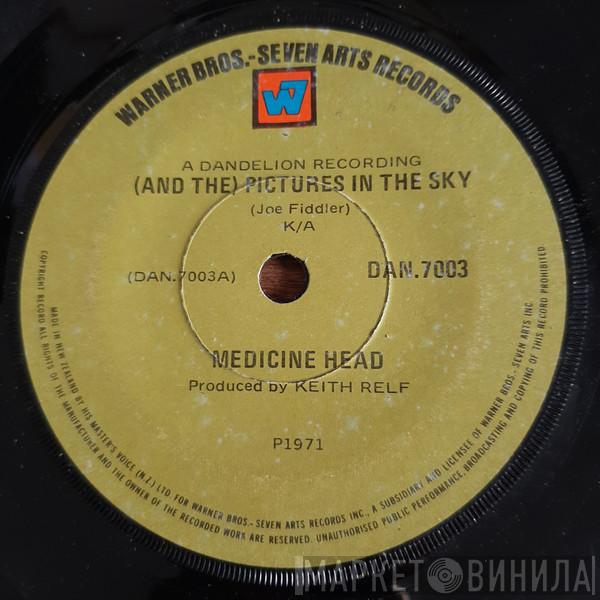 WARNER BROS.-SEVEN ARTS RECORDS
W7
A DANDELION RECORDING
(AND THE) PICTURES IN THE SKY
(Joe Fiddler)
K/A
(DAN.7003A)
DAN.7003
MEDICINE HEAD
Produced by KEITH RELF
P1971
MADE IN NEW ZEALAND BY HIS MASTER'S VOICE (N.Z.) LTD. FOR WARNER BROS.- SEVEN ARTS RECORDS INC., A SUBSIDIARY AND LICENSEE OF WARNER BROS.- SEVEN ARTS INC
COPYRIGHT RECORD ALL RIGHTS OF THE MANUFACTURER AND THE OWNER OF THE RECORDED WORK ARE RESERVED. UNAUTHORISED PUBLIC PERFORMANCE, BROADCASTING AND COPYING OF THIS RECORD PROHIBITED.
МАРКЕТ ВИНИЛА